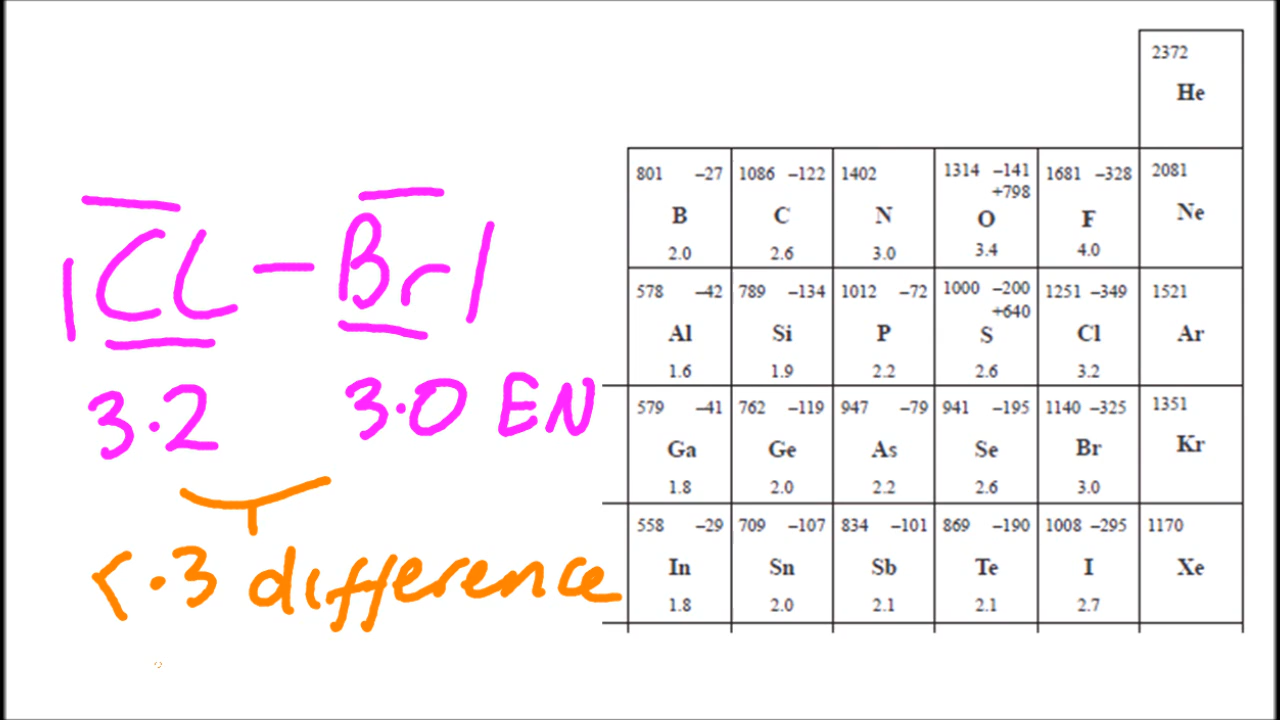 |Cl – Br|
3.2 3.0 EN
< .3 difference
2372
He
801 –27 1086 –122 1402 1314 –141 1681 –328 2081
+798
B C N O F Ne
2.0 2.6 3.0 3.4 4.0
578 –42 789 –134 1012 –72 1000 –200 1251 –349 1521
+640
Al Si P S Cl Ar
1.6 1.9 2.2 2.6 3.2
579 –41 762 –119 947 –79 941 –195 1140 –325 1351
Ga Ge As Se Br Kr
1.8 2.0 2.2 2.6 3.0
558 –29 709 –107 834 –101 869 –190 1008 –295 1170
In Sn Sb Te I Xe
1.8 2.0 2.1 2.1 2.7